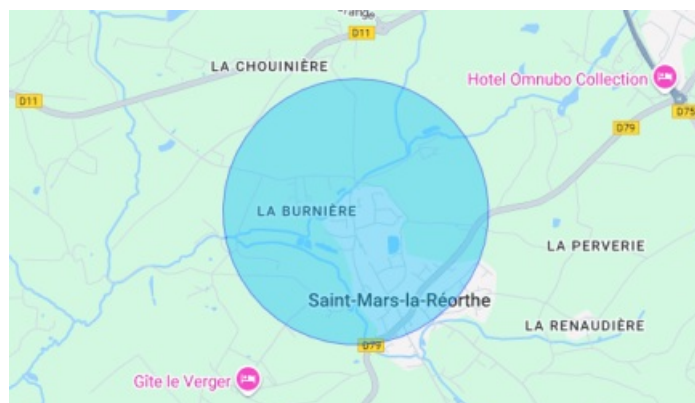 D11
LA CHOUINIÈRE
Hotel Omnubo Collection
D11
D75
D79
LA BURNIÈRE
LA PERVERIE
Saint-Mars-la-Réorthe
LA RENAUDIÈRE
D79
Gîte le Verger